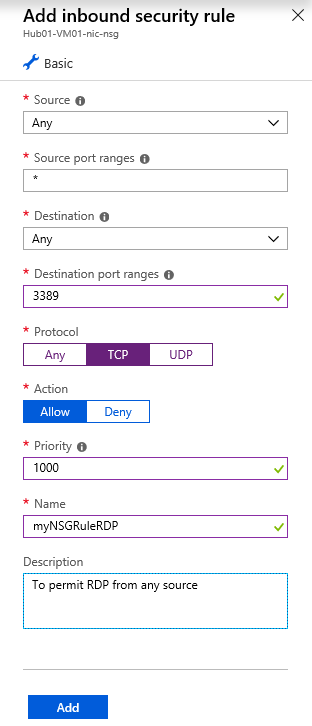 Add inbound security rule
Hub01-VM01-nic-nsg
Basic
* Source
Any
* Source port ranges
*
* Destination
Any
* Destination port ranges
3389
* Protocol
Any TCP UDP
* Action
Allow Deny
* Priority
1000
* Name
myNSGRuleRDP
Description
To permit RDP from any source
Add